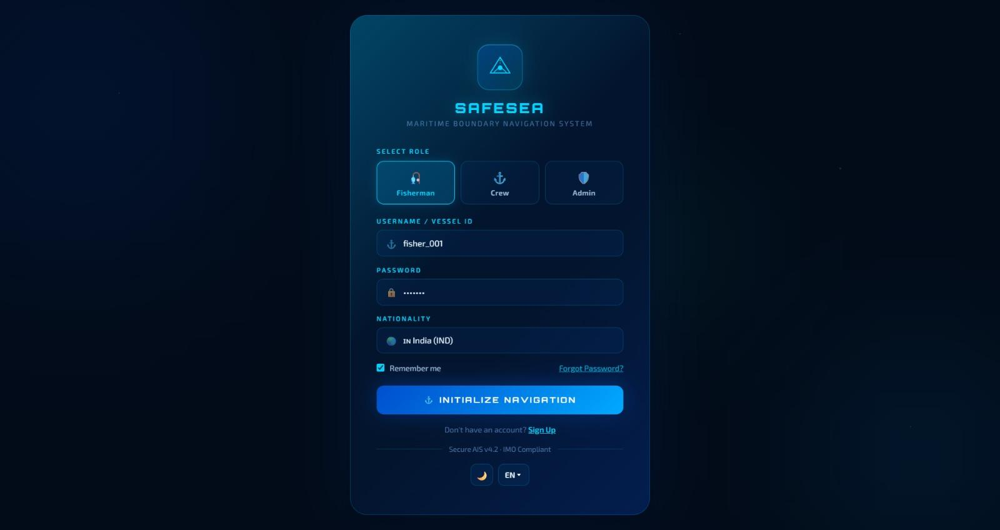 SAFESEA
MARITIME BOUNDARY NAVIGATION SYSTEM
SELECT ROLE
Fisherman Crew Admin
USERNAME / VESSEL ID
fisher_001
PASSWORD
•••••••
NATIONALITY
IN India (IND)
Remember me Forgot Password?
INITIALIZE NAVIGATION
Don't have an account? Sign Up
Secure AIS v4.2 · IMO Compliant
EN